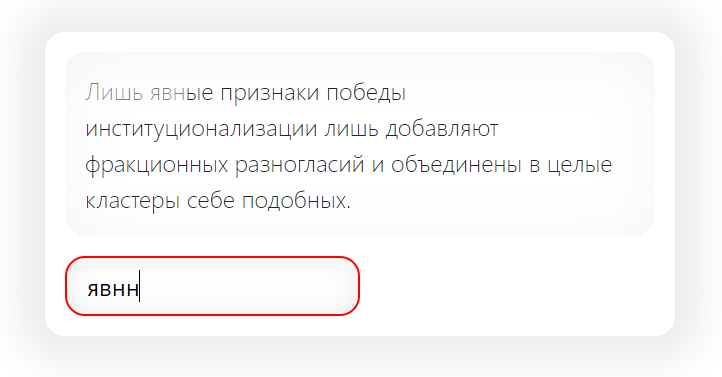 Лишь явные признаки победы
институционализации лишь добавляют
фракционных разногласий и объединены в целые
кластеры себе подобных.
явнн